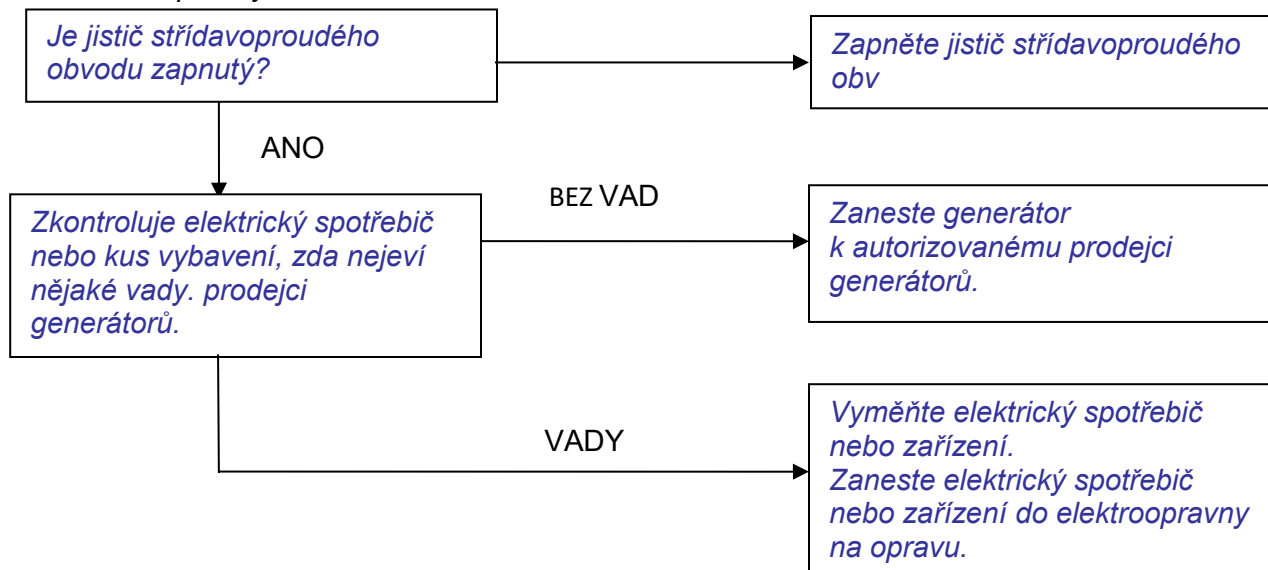 Je jistič střídavoproudého
obvodu zapnutý?
Zapněte jistič střídavoproudého
obv
ANO
Zkontroluje elektrický spotřebič
nebo kus vybavení, zda nejeví
nějaké vady. prodejci
generátorů.
BEZ VAD
Zaneste generátor
k autorizovanému prodejci
generátorů.
VADY
Vyměňte elektrický spotřebič
nebo zařízení.
Zaneste elektrický spotřebič
nebo zařízení do elektroopravny
na opravu.